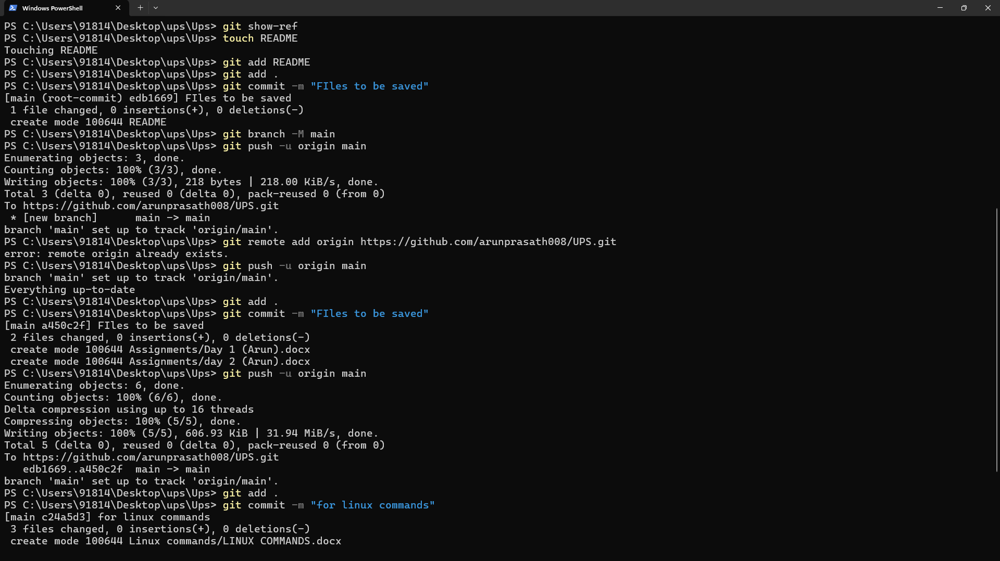 Windows PowerShell
PS C:\Users\91814\Desktop\ups\Ups> git show-ref
PS C:\Users\91814\Desktop\ups\Ups> touch README
Touching README
PS C:\Users\91814\Desktop\ups\Ups> git add README
PS C:\Users\91814\Desktop\ups\Ups> git add .
PS C:\Users\91814\Desktop\ups\Ups> git commit -m "FIles to be saved"
[main (root-commit) edb1669] FIles to be saved
 1 file changed, 0 insertions(+), 0 deletions(-)
 create mode 100644 README
PS C:\Users\91814\Desktop\ups\Ups> git branch -M main
PS C:\Users\91814\Desktop\ups\Ups> git push -u origin main
Enumerating objects: 3, done.
Counting objects: 100% (3/3), done.
Writing objects: 100% (3/3), 218 bytes | 218.00 KiB/s, done.
Total 3 (delta 0), reused 0 (delta 0), pack-reused 0 (from 0)
To https://github.com/arunprasath008/UPS.git
 * [new branch]      main -> main
branch 'main' set up to track 'origin/main'.
PS C:\Users\91814\Desktop\ups\Ups> git remote add origin https://github.com/arunprasath008/UPS.git
error: remote origin already exists.
PS C:\Users\91814\Desktop\ups\Ups> git push -u origin main
branch 'main' set up to track 'origin/main'.
Everything up-to-date
PS C:\Users\91814\Desktop\ups\Ups> git add .
PS C:\Users\91814\Desktop\ups\Ups> git commit -m "FIles to be saved"
[main a450c2f] FIles to be saved
 2 files changed, 0 insertions(+), 0 deletions(-)
 create mode 100644 Assignments/Day 1 (Arun).docx
 create mode 100644 Assignments/day 2 (Arun).docx
PS C:\Users\91814\Desktop\ups\Ups> git push -u origin main
Enumerating objects: 6, done.
Counting objects: 100% (6/6), done.
Delta compression using up to 16 threads
Compressing objects: 100% (5/5), done.
Writing objects: 100% (5/5), 606.93 KiB | 31.94 MiB/s, done.
Total 5 (delta 0), reused 0 (delta 0), pack-reused 0 (from 0)
To https://github.com/arunprasath008/UPS.git
   edb1669..a450c2f  main -> main
branch 'main' set up to track 'origin/main'.
PS C:\Users\91814\Desktop\ups\Ups> git add .
PS C:\Users\91814\Desktop\ups\Ups> git commit -m "for linux commands"
[main c24a5d3] for linux commands
 3 files changed, 0 insertions(+), 0 deletions(-)
 create mode 100644 Linux commands/LINUX COMMANDS.docx